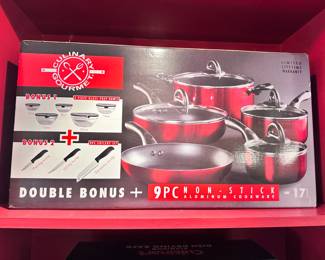 CULINARY
GOURMET
LIMITED
LIFETIME
WARRANTY
BONUS 1
BONUS 2
DOUBLE BONUS + 9PC NON-STICK
ALUMINUM COOKWARE
17